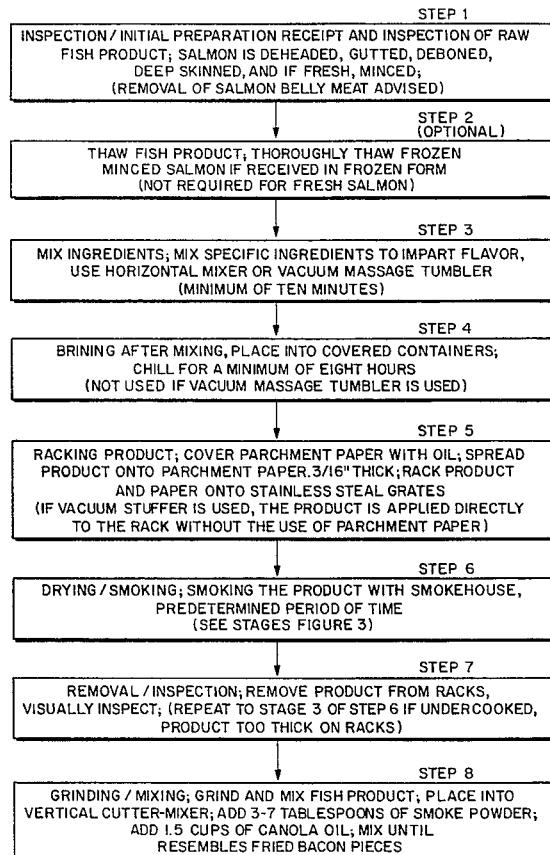 STEP 1
INSPECTION / INITIAL PREPARATION RECEIPT AND INSPECTION OF RAW
FISH PRODUCT; SALMON IS DEHEADED, GUTTED, DEBONED,
DEEP SKINNED, AND IF FRESH, MINCED;
(REMOVAL OF SALMON BELLY MEAT ADVISED)
STEP 2
(OPTIONAL)
THAW FISH PRODUCT; THOROUGHLY THAW FROZEN
MINCED SALMON IF RECEIVED IN FROZEN FORM
(NOT REQUIRED FOR FRESH SALMON)
STEP 3
MIX INGREDIENTS; MIX SPECIFIC INGREDIENTS TO IMPART FLAVOR,
USE HORIZONTAL MIXER OR VACUUM MASSAGE TUMBLER
(MINIMUM OF TEN MINUTES)
STEP 4
BRINING AFTER MIXING, PLACE INTO COVERED CONTAINERS;
CHILL FOR A MINIMUM OF EIGHT HOURS
(NOT USED IF VACUUM MASSAGE TUMBLER IS USED)
STEP 5
RACKING PRODUCT; COVER PARCHMENT PAPER WITH OIL; SPREAD
PRODUCT ONTO PARCHMENT PAPER.3/16" THICK; RACK PRODUCT
AND PAPER ONTO STAINLESS STEAL GRATES
(IF VACUUM STUFFER IS USED, THE PRODUCT IS APPLIED DIRECTLY
TO THE RACK WITHOUT THE USE OF PARCHMENT PAPER)
STEP 6
DRYING / SMOKING; SMOKING THE PRODUCT WITH SMOKEHOUSE,
PREDETERMINED PERIOD OF TIME
(SEE STAGES FIGURE 3)
STEP 7
REMOVAL / INSPECTION; REMOVE PRODUCT FROM RACKS,
VISUALLY INSPECT; (REPEAT TO STAGE 3 OF STEP 6 IF UNDERCOOKED,
PRODUCT TOO THICK ON RACKS)
STEP 8
GRINDING / MIXING; GRIND AND MIX FISH PRODUCT; PLACE INTO
VERTICAL CUTTER-MIXER; ADD 3-7 TABLESPOONS OF SMOKE POWDER;
ADD 1.5 CUPS OF CANOLA OIL; MIX UNTIL
RESEMBLES FRIED BACON PIECES